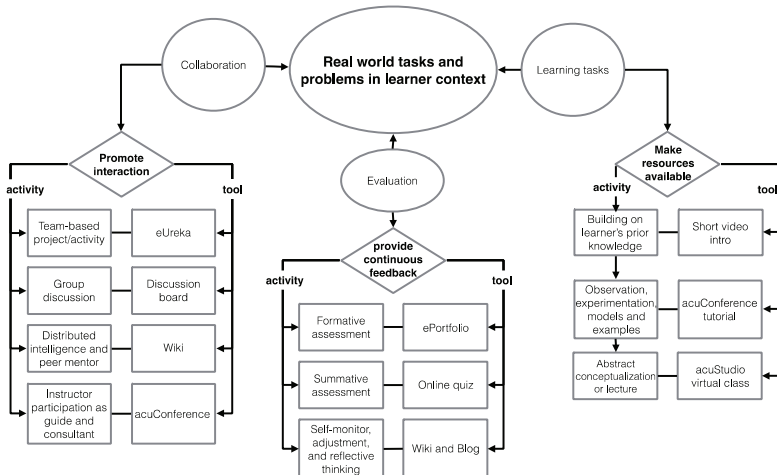 Collaboration
Real world tasks and
problems in learner context
Learning tasks
Promote
interaction
activity
tool
Team-based
project/activity
eUreka
Group
discussion
Discussion
board
Distributed
intelligence and
peer mentor
Wiki
Instructor
participation as
guide and
consultant
acuConference
Evaluation
provide
continuous
feedback
activity
tool
Formative
assessment
ePortfolio
Summative
assessment
Online quiz
Self-monitor,
adjustment,
and reflective
thinking
Wiki and Blog
Make
resources
available
activity
tool
Building on
learner's prior
knowledge
Short video
intro
Observation,
experimentation,
models and
examples
acuConference
tutorial
Abstract
conceptualization
or lecture
acuStudio
virtual class